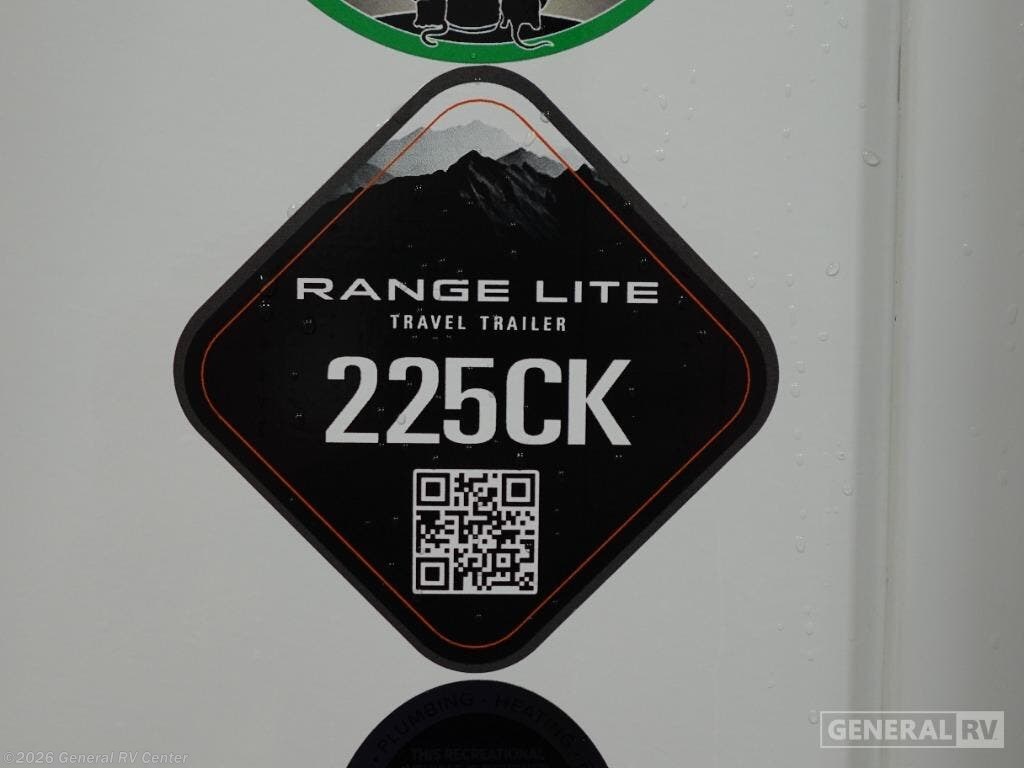 RANGE LITE
TRAVEL TRAILER
225CK
PLUMBING · HEATING
THIS RECREATIONAL
GENERAL RV
©2026 General RV Center